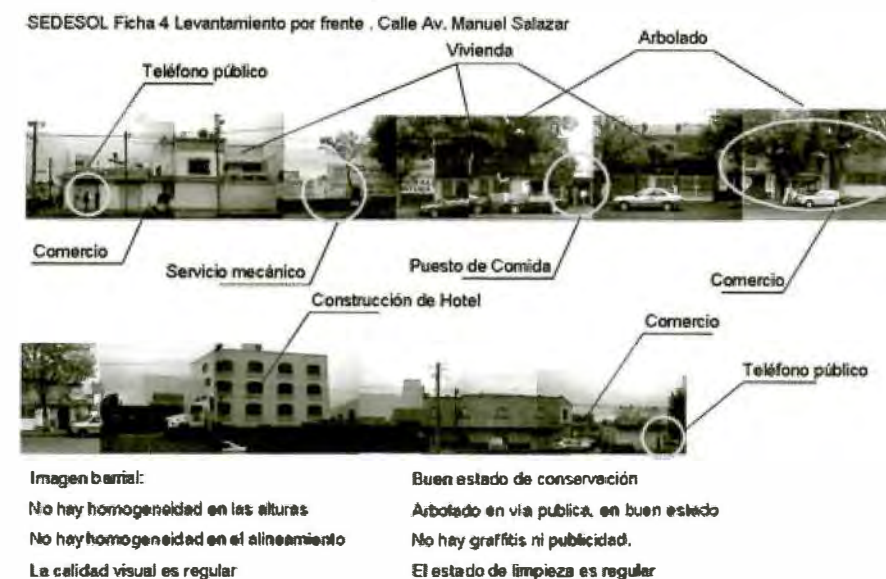 SEDESOL Ficha 4 Levantamiento por frente . Calle Av. Manuel Salazar
Vivienda
Arbolado
Teléfono público
Comercio
Servicio mecánico
Puesto de Comida
Comercio
Construcción de Hotel
Comercio
Teléfono público
Imagen barrial:
No hay homogeneidad en las alturas
No hay homogeneidad en el alineamiento
La calidad visual es regular
Buen estado de conservación
Arbolado en via publica, en buen estado
No hay graffitis ni publicidad.
El estado de limpieza es regular